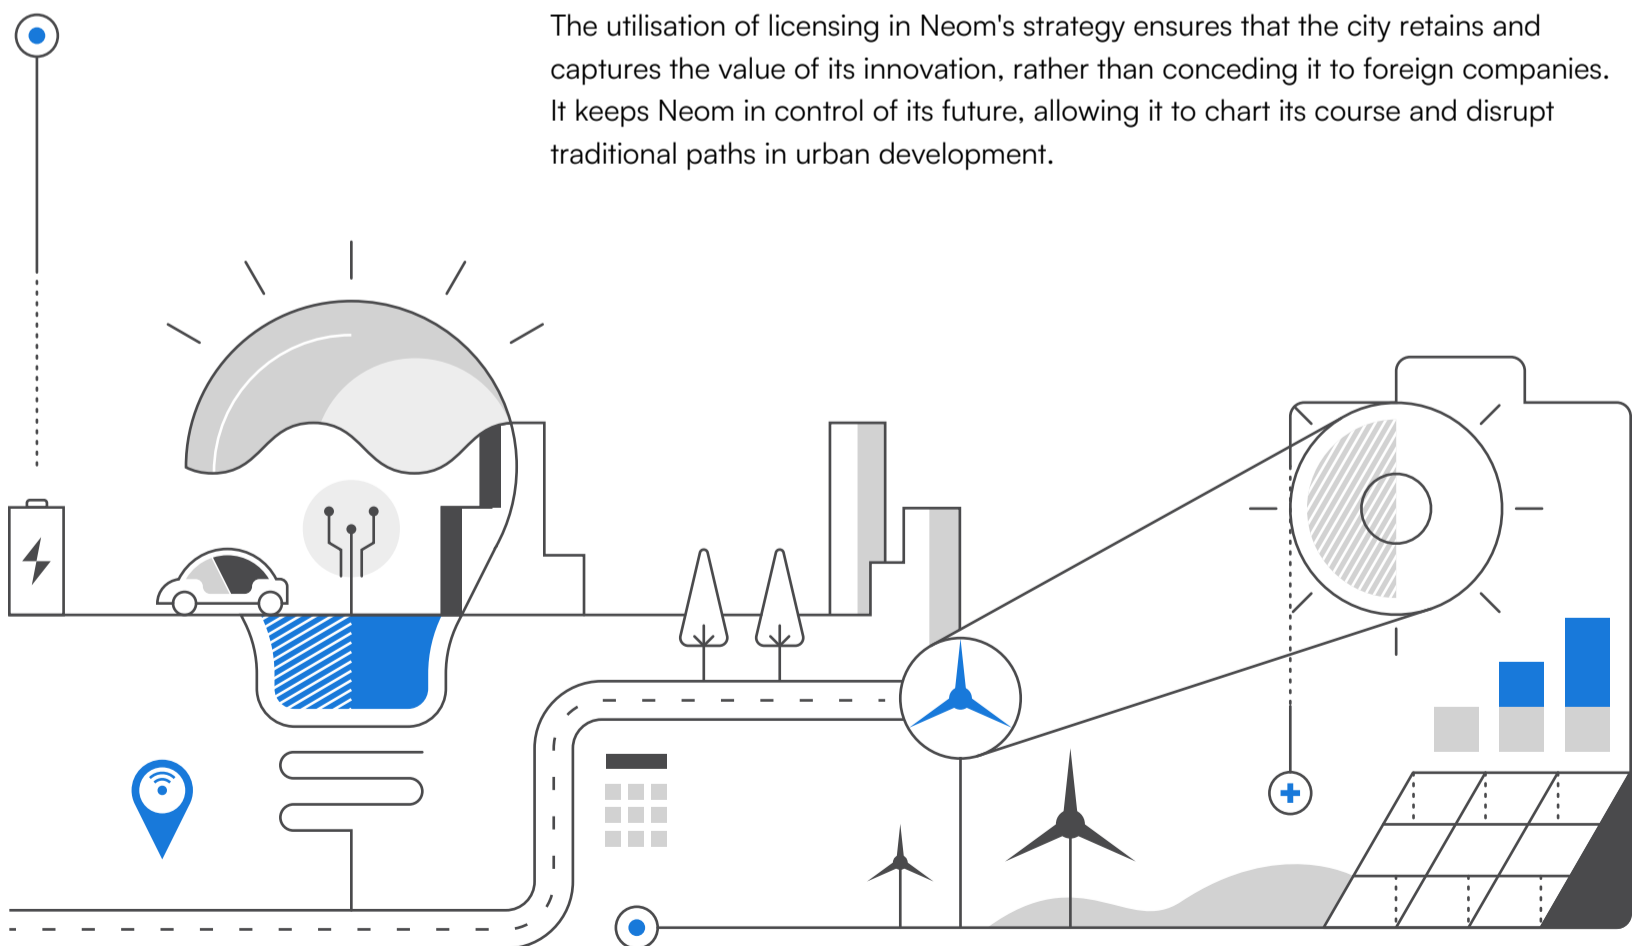 The utilisation of licensing in Neom's strategy ensures that the city retains and
captures the value of its innovation, rather than conceding it to foreign companies.
It keeps Neom in control of its future, allowing it to chart its course and disrupt
traditional paths in urban development.